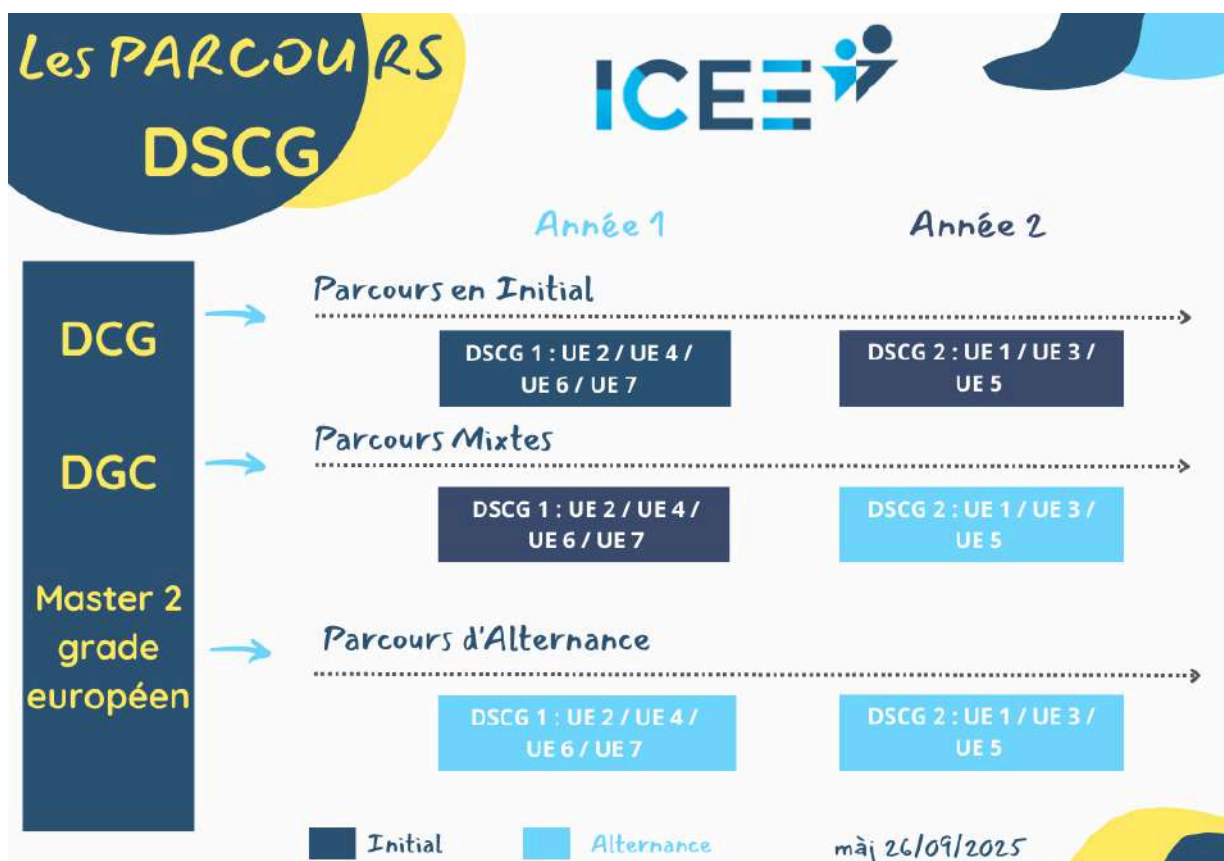 Les PARCOURS
DSCG
ICEE
Année 1
Année 2
DCG
DGC
Master 2
grade
européen
Parcours en Initial
DSCG 1 : UE 2 / UE 4 /
UE 6 / UE 7
DSCG 2 : UE 1 / UE 3 /
UE 5
Parcours Mixtes
DSCG 1 : UE 2 / UE 4 /
UE 6 / UE 7
DSCG 2 : UE 1 / UE 3 /
UE 5
Parcours d'Alternance
DSCG 1 : UE 2 / UE 4 /
UE 6 / UE 7
DSCG 2 : UE 1 / UE 3 /
UE 5
Initial
Alternance
màj 26/09/2025